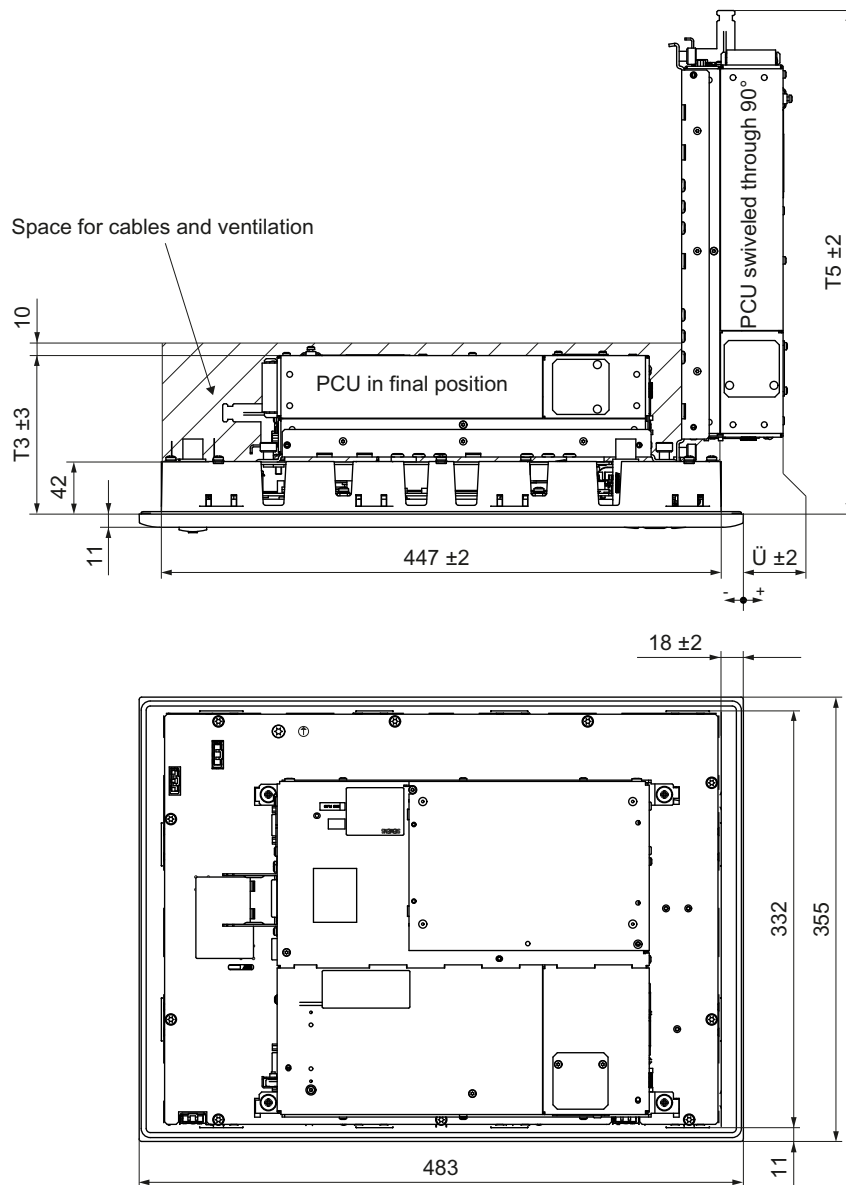 PCU swiveled through 90°
T5 ±2
Space for cables and ventilation
10
PCU in final position
T3 ±3
42
11
447 ±2
Ü ±2
- +
18 ±2
332
355
483
11